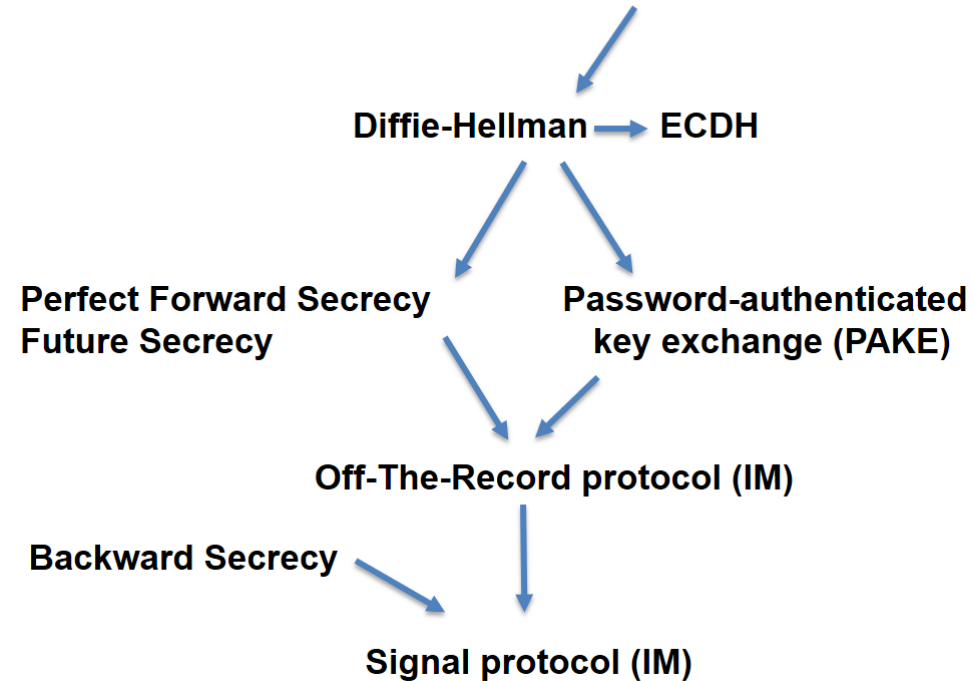 Diffie-Hellman
ECDH
Perfect Forward Secrecy
Future Secrecy
Password-authenticated
key exchange (PAKE)
Off-The-Record protocol (IM)
Backward Secrecy
Signal protocol (IM)